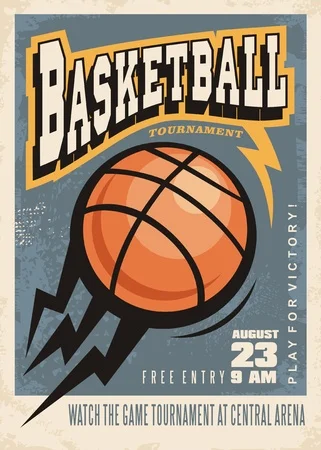 BASKETBALL
TOURNAMENT
PLAY FOR VICTORY!
AUGUST
23
FREE ENTRY 9 AM
WATCH THE GAME TOURNAMENT AT CENTRAL ARENA